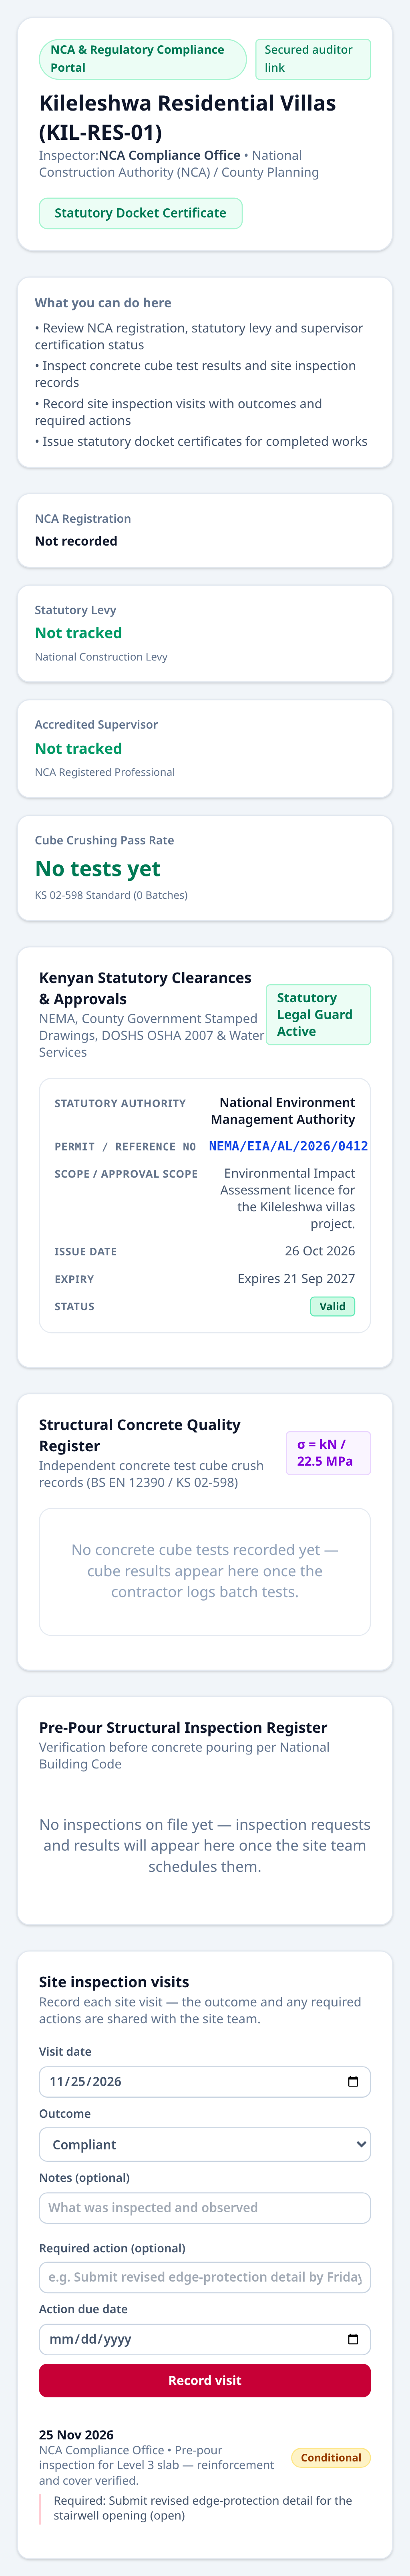 NCA & Regulatory Compliance
Portal
Secured auditor
link
Kileleshwa Residential Villas
(KIL-RES-01)
Inspector:NCA Compliance Office • National
Construction Authority (NCA) / County Planning
Statutory Docket Certificate
What you can do here
• Review NCA registration, statutory levy and supervisor
certification status
• Inspect concrete cube test results and site inspection
records
• Record site inspection visits with outcomes and
required actions
• Issue statutory docket certificates for completed works
NCA Registration
Not recorded
Statutory Levy
Not tracked
National Construction Levy
Accredited Supervisor
Not tracked
NCA Registered Professional
Cube Crushing Pass Rate
No tests yet
KS 02-598 Standard (0 Batches)
Kenyan Statutory Clearances
& Approvals
NEMA, County Government Stamped
Drawings, DOSHS OSHA 2007 & Water
Services
Statutory
Legal Guard
Active
STATUTORY AUTHORITY
National Environment
Management Authority
PERMIT / REFERENCE NO
NEMA/EIA/AL/2026/0412
SCOPE / APPROVAL SCOPE
Environmental Impact
Assessment licence for
the Kileleshwa villas
project.
ISSUE DATE
26 Oct 2026
EXPIRY
Expires 21 Sep 2027
STATUS
Valid
Structural Concrete Quality
Register
Independent concrete test cube crush
records (BS EN 12390 / KS 02-598)
σ = kN /
22.5 MPa
No concrete cube tests recorded yet —
cube results appear here once the
contractor logs batch tests.
Pre-Pour Structural Inspection Register
Verification before concrete pouring per National
Building Code
No inspections on file yet — inspection requests
and results will appear here once the site team
schedules them.
Site inspection visits
Record each site visit — the outcome and any required
actions are shared with the site team.
Visit date
11/25/2026
Outcome
Compliant
Notes (optional)
What was inspected and observed
Required action (optional)
e.g. Submit revised edge-protection detail by Friday
Action due date
mm/dd/yyyy
Record visit
25 Nov 2026
NCA Compliance Office • Pre-pour
inspection for Level 3 slab — reinforcement
and cover verified.
Conditional
Required: Submit revised edge-protection detail for the
stairwell opening (open)